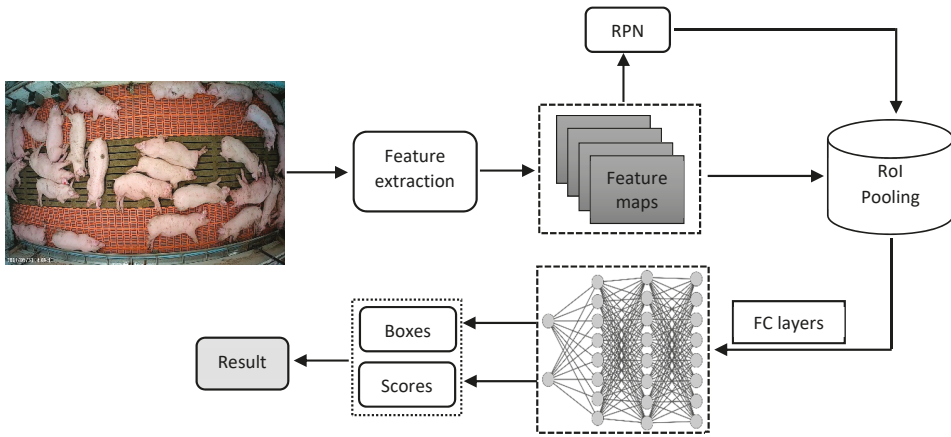 RPN
Feature
extraction
Feature
maps
RoI
Pooling
FC layers
Boxes
Scores
Result